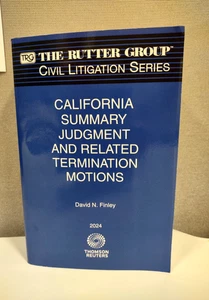 TRG THE RUTTER GROUP
CIVIL LITIGATION SERIES
CALIFORNIA
SUMMARY
JUDGMENT
AND RELATED
TERMINATION
MOTIONS
David N. Finley
2024
THOMSON
REUTERS